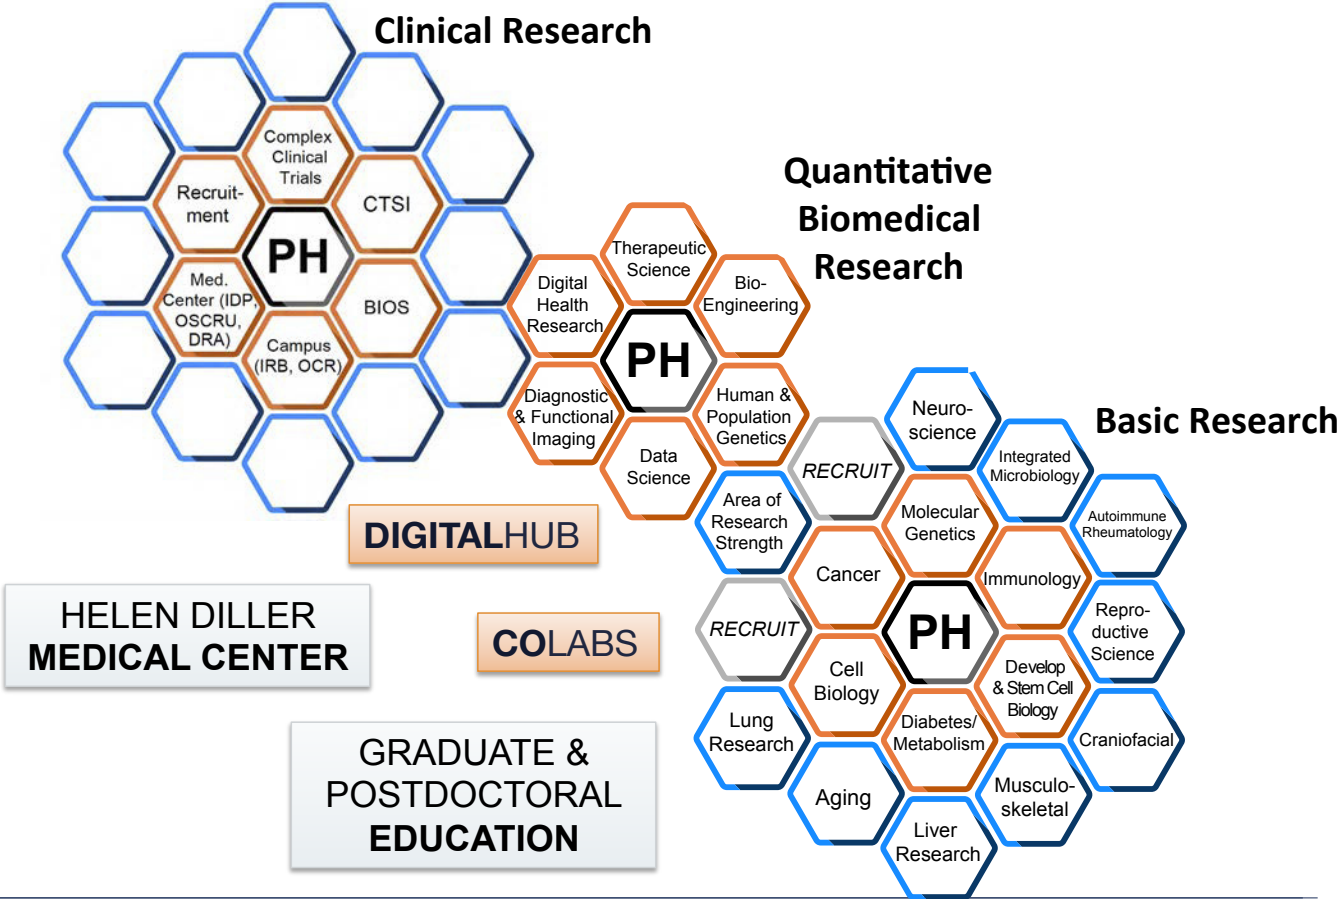 Clinical Research
Complex
Clinical
Trials
Recruit-
ment
CTSI
PH
Med.
Center (IDP,
OSCRU,
DRA)
BIOS
Campus
(IRB, OCR)
Quantitative
Biomedical
Research
Therapeutic
Science
Digital
Health
Research
Bio-
Engineering
PH
Diagnostic
& Functional
Imaging
Human &
Population
Genetics
Data
Science
Basic Research
Neuro-
science
RECRUIT
Integrated
Microbiology
Area of
Research
Strength
Molecular
Genetics
Autoimmune
Rheumatology
Cancer
Immunology
RECRUIT
PH
Repro-
ductive
Science
Cell
Biology
Develop
& Stem Cell
Biology
Lung
Research
Diabetes/
Metabolism
Craniofacial
Aging
Musculo-
skeletal
Liver
Research
DIGITALHUB
HELEN DILLER
MEDICAL CENTER
COLABS
GRADUATE &
POSTDOCTORAL
EDUCATION